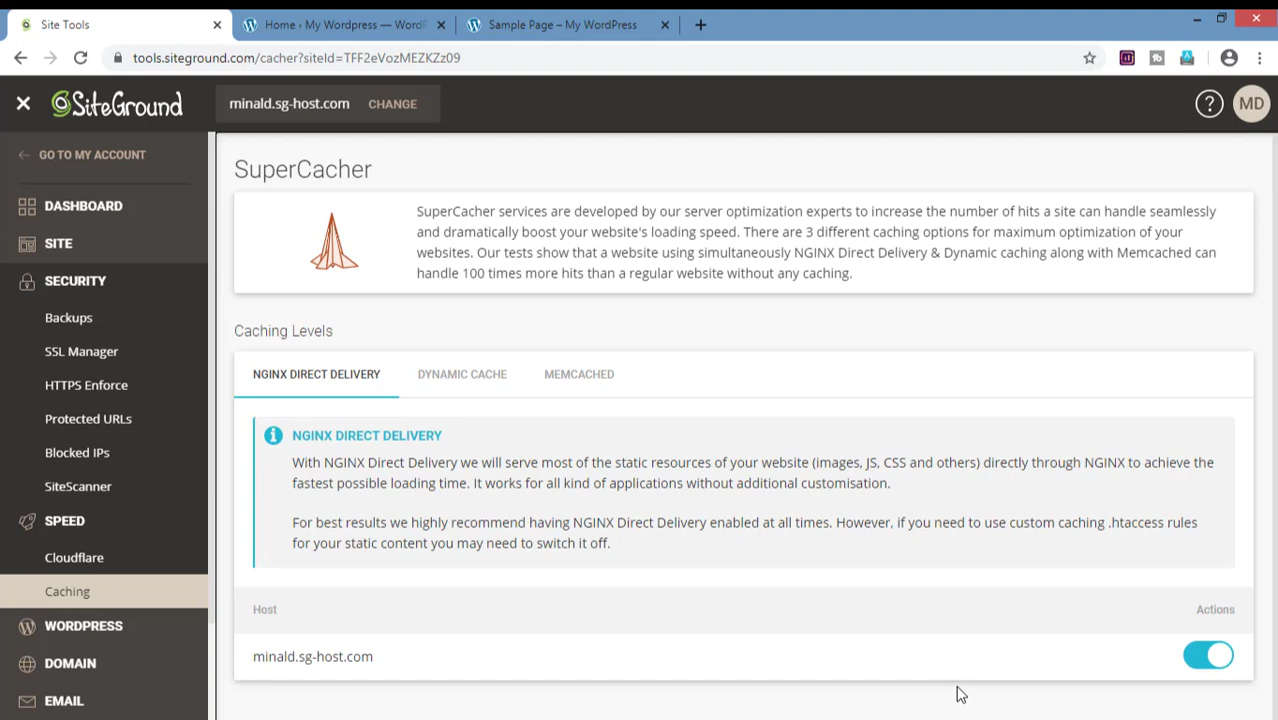 Site Tools
Home ‹ My Wordpress — WordP
Sample Page – My WordPress
tools.siteground.com/cacher?siteId=TFF2eVozMEZKZz09
SiteGround
minald.sg-host.com CHANGE
MD
GO TO MY ACCOUNT
DASHBOARD
SITE
SECURITY
Backups
SSL Manager
HTTPS Enforce
Protected URLs
Blocked IPs
SiteScanner
SPEED
Cloudflare
Caching
WORDPRESS
DOMAIN
EMAIL
SuperCacher
SuperCacher services are developed by our server optimization experts to increase the number of hits a site can handle seamlessly
and dramatically boost your website's loading speed. There are 3 different caching options for maximum optimization of your
websites. Our tests show that a website using simultaneously NGINX Direct Delivery & Dynamic caching along with Memcached can
handle 100 times more hits than a regular website without any caching.
Caching Levels
NGINX DIRECT DELIVERY DYNAMIC CACHE MEMCACHED
NGINX DIRECT DELIVERY
With NGINX Direct Delivery we will serve most of the static resources of your website (images, JS, CSS and others) directly through NGINX to achieve the
fastest possible loading time. It works for all kind of applications without additional customisation.
For best results we highly recommend having NGINX Direct Delivery enabled at all times. However, if you need to use custom caching .htaccess rules
for your static content you may need to switch it off.
Host Actions
minald.sg-host.com